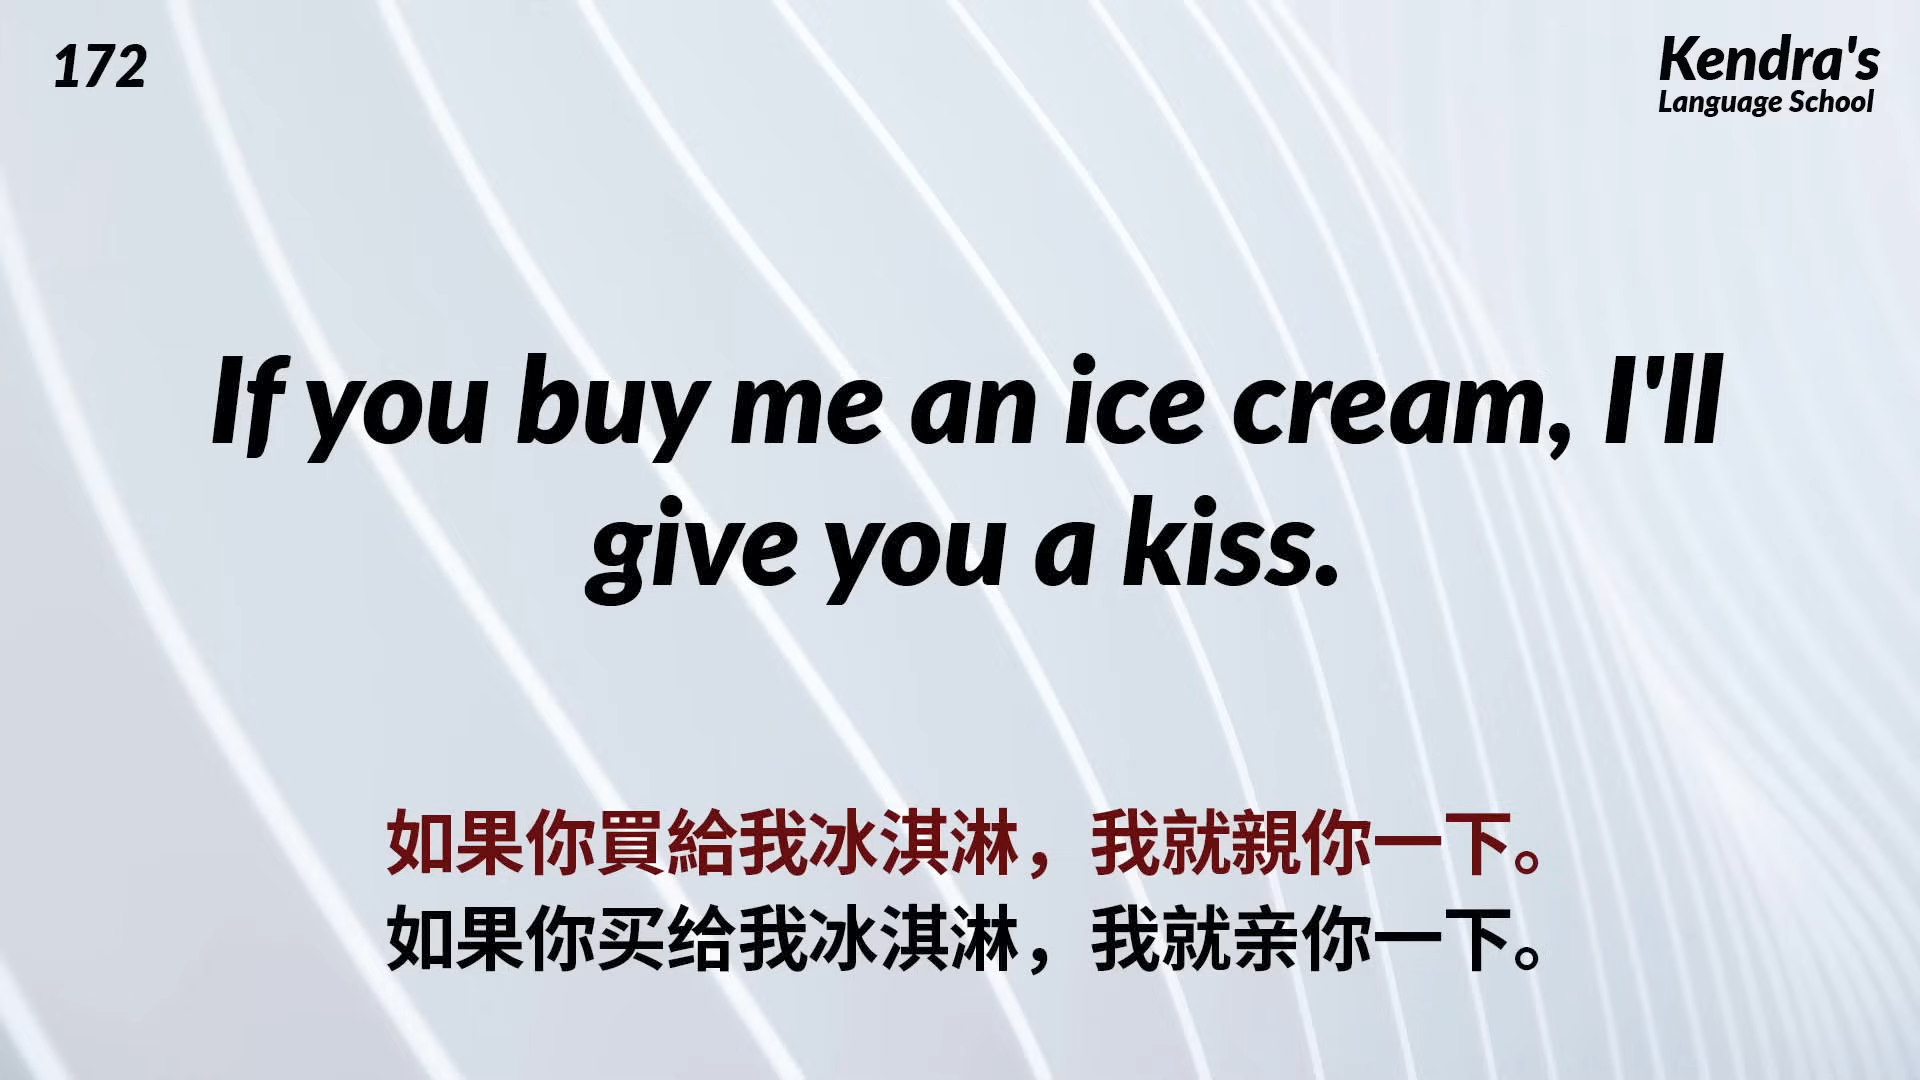 172
Kendra's
Language School
If you buy me an ice cream, I'll
give you a kiss.
如果你買給我冰淇淋，我就親你一下。
如果你买给我冰淇淋，我就亲你一下。